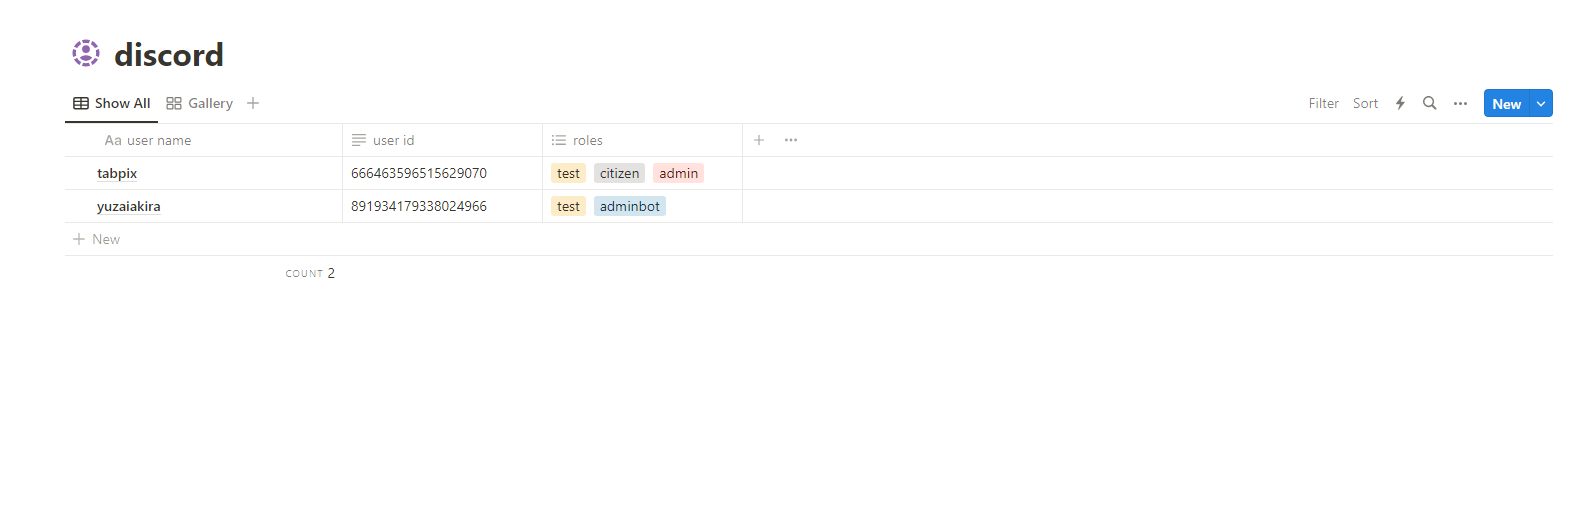 discord
Show All Gallery Filter Sort New
Aa user name user id roles
tabpix 666463596515629070 test citizen admin
yuzaiakira 891934179338024966 test adminbot
New
COUNT 2